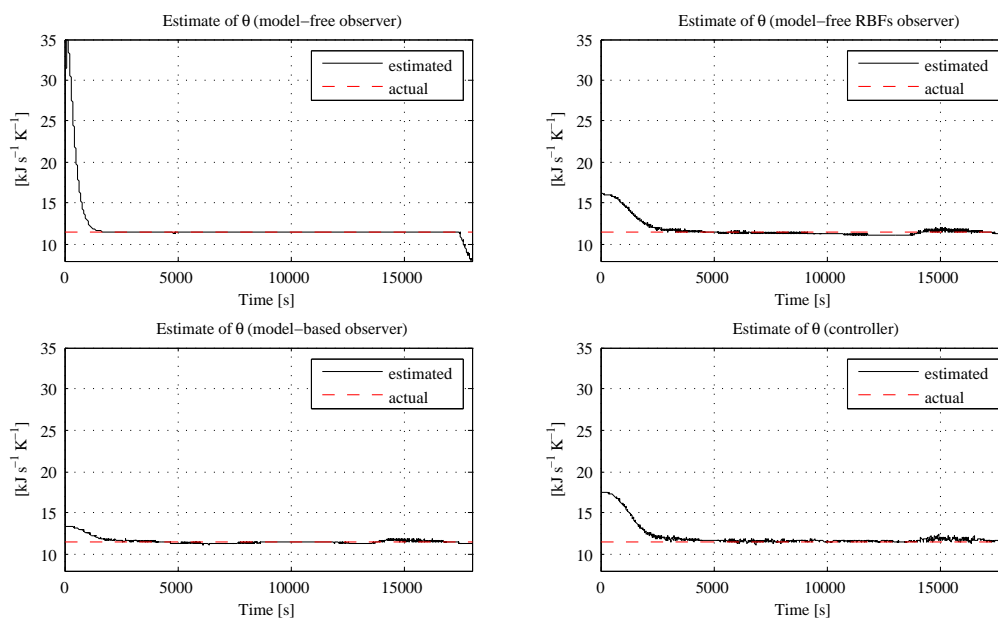 Estimate of θ (model−free observer)
35
30
25
20
15
10
[kJ s−1 K−1]
estimated
actual
0 5000 10000 15000
Time [s]
Estimate of θ (model−free RBFs observer)
35
30
25
20
15
10
[kJ s−1 K−1]
estimated
actual
0 5000 10000 15000
Time [s]
Estimate of θ (model−based observer)
35
30
25
20
15
10
[kJ s−1 K−1]
estimated
actual
0 5000 10000 15000
Time [s]
Estimate of θ (controller)
35
30
25
20
15
10
[kJ s−1 K−1]
estimated
actual
0 5000 10000 15000
Time [s]